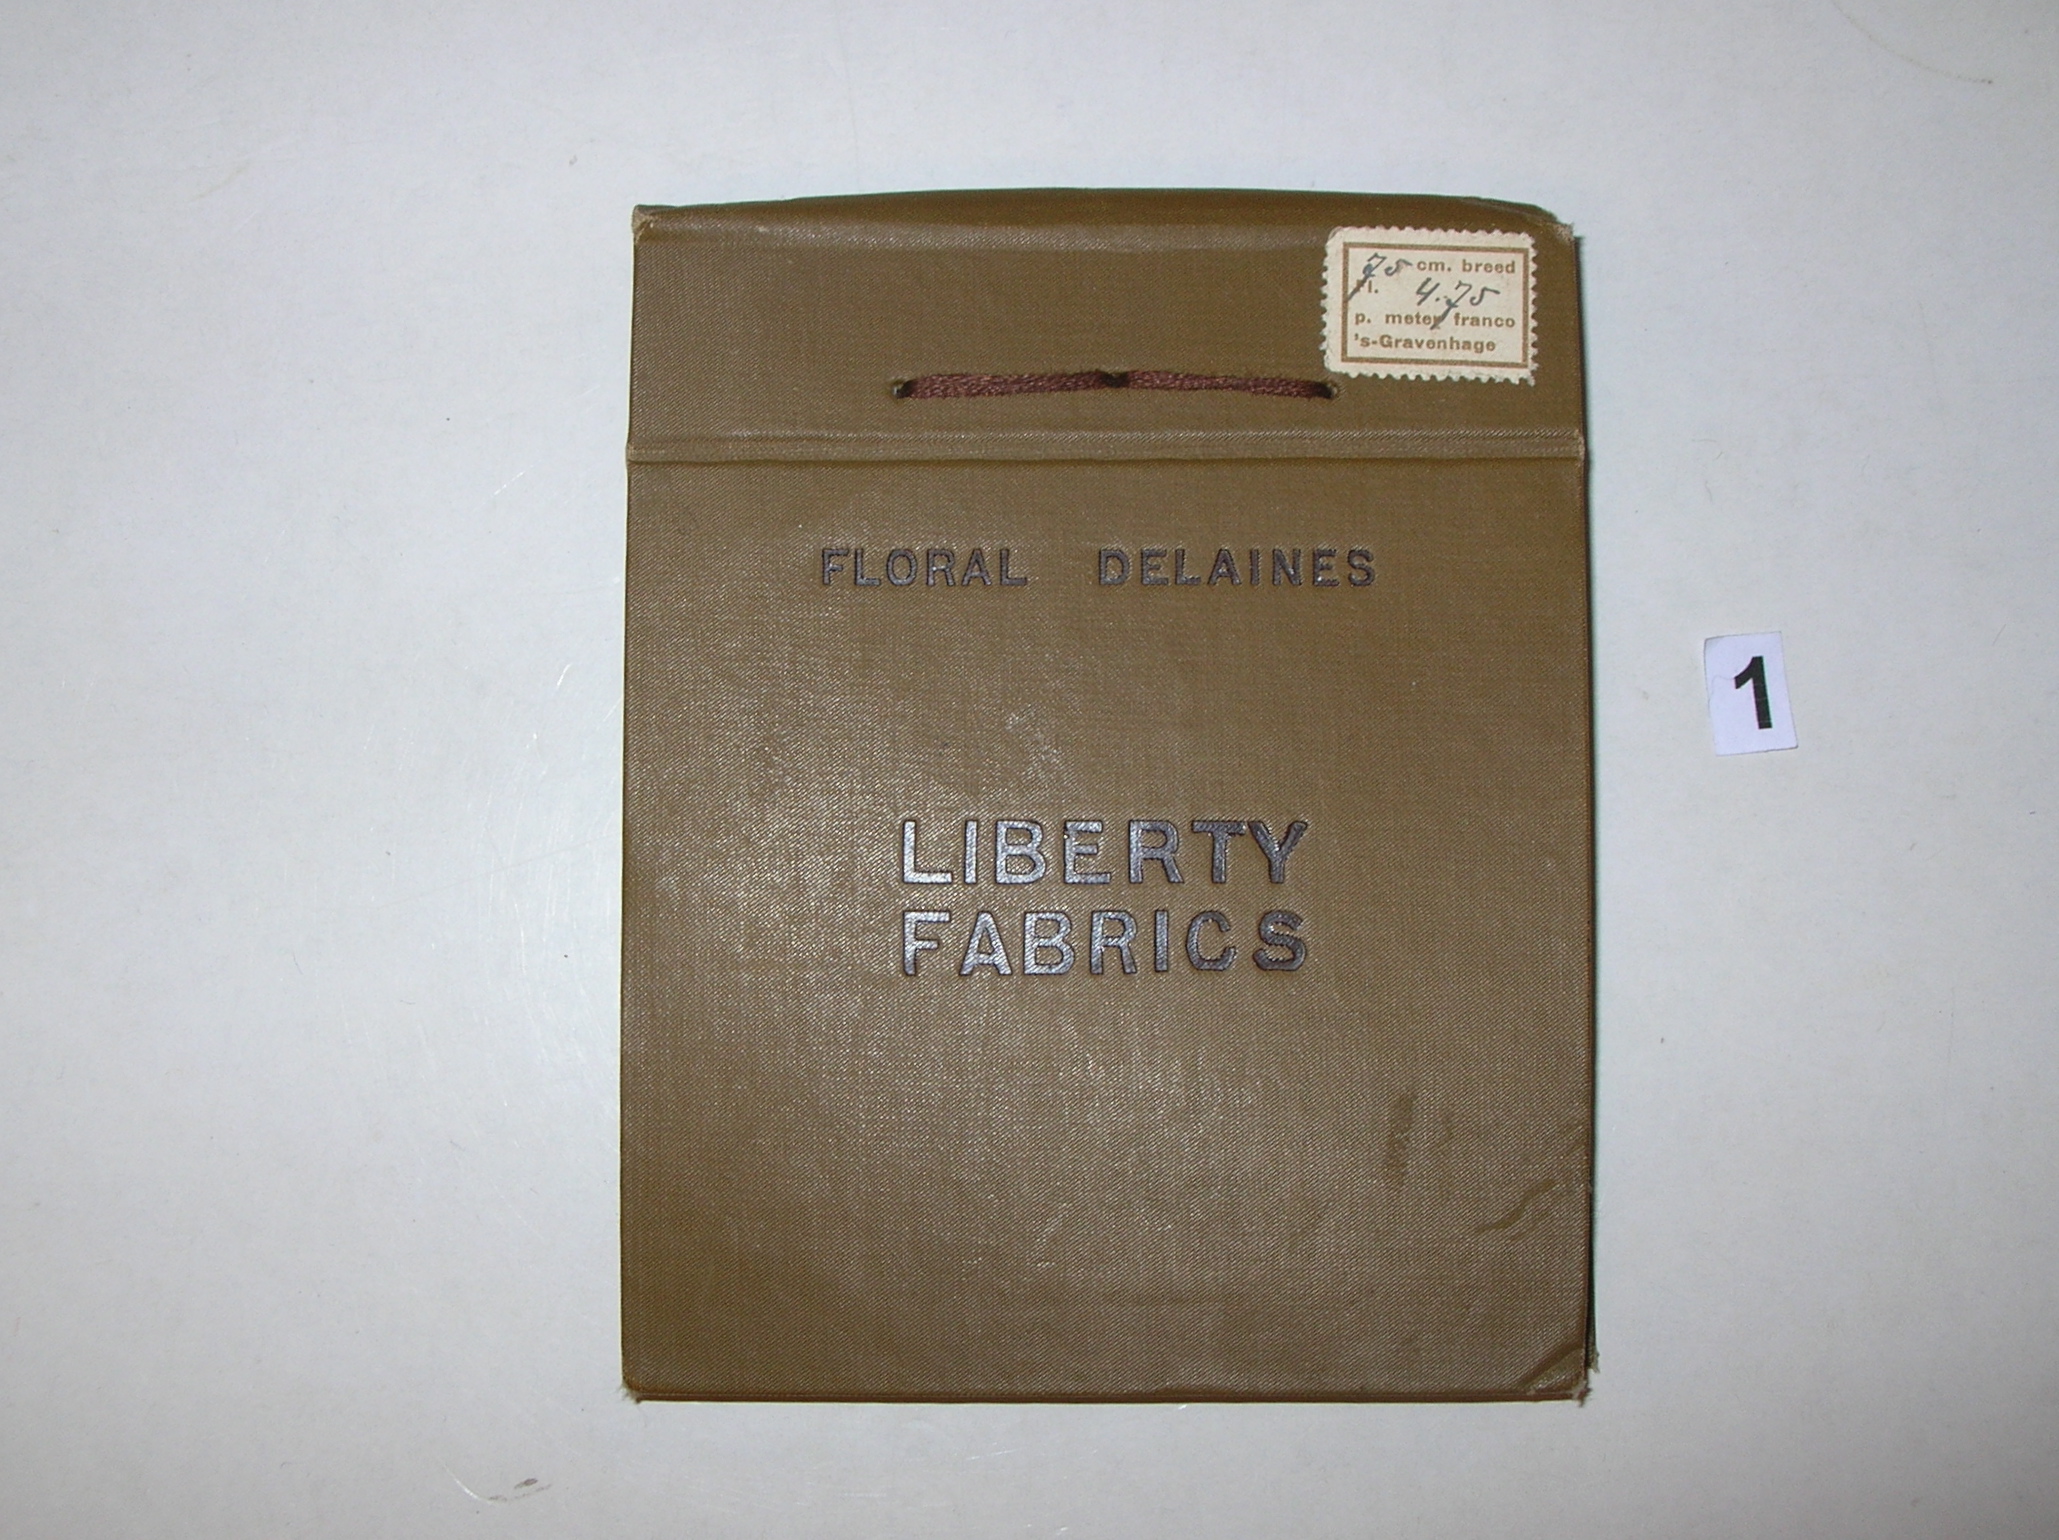 75 cm. breed
Fl. 4.75
p. meter franco
's-Gravenhage
FLORAL DELAINES
LIBERTY
FABRICS
1